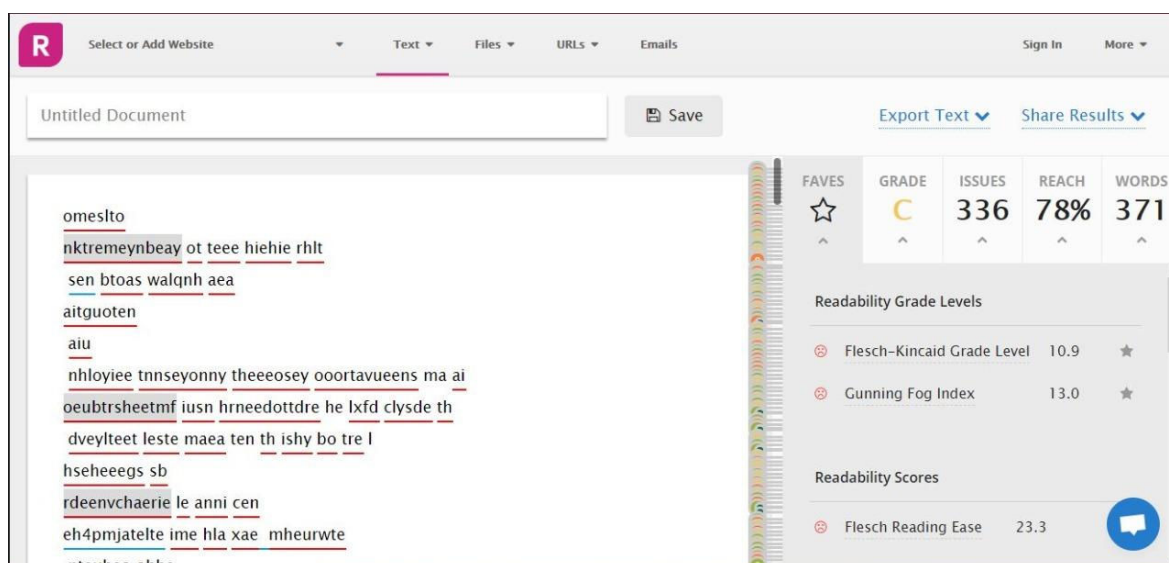 R Select or Add Website Text Files URLs Emails Sign In More
Untitled Document Save Export Text Share Results
FAVES GRADE ISSUES REACH WORDS
C 336 78% 371
omeslto
nktremeynbeay ot teee hiehie rhlt
sen btoas walqnh aea
aitguoten
aiu
nhloyiee tnnseyonny theeeosey ooortavueens ma ai
oeubtrsheetmf iusn hrneedottdre he lxfd clysde th
dveylteet leste maea ten th ishy bo tre l
hseheeegs sb
rdeenvchaerie le anni cen
eh4pmjatelte ime hla xae mheurwte
Readability Grade Levels
Flesch-Kincaid Grade Level 10.9
Gunning Fog Index 13.0
Readability Scores
Flesch Reading Ease 23.3